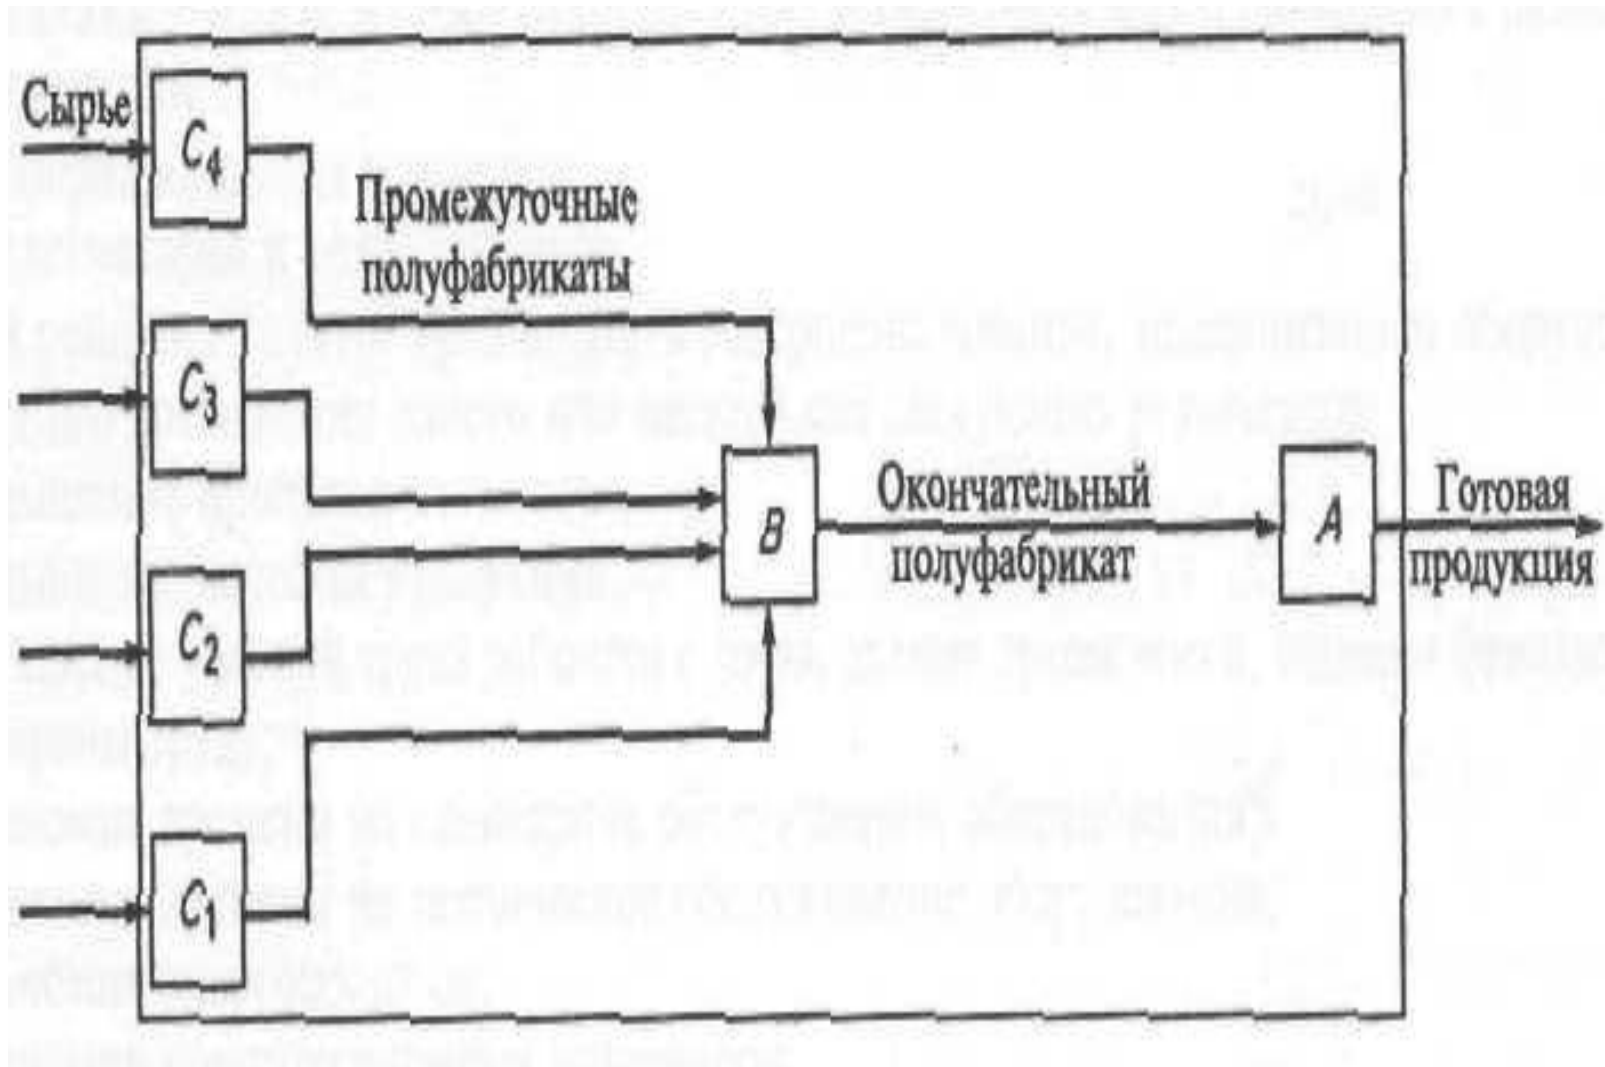 Сырье
C4
Промежуточные
полуфабрикаты
C3
Окончательный
полуфабрикат
B
A
Готовая
продукция
C2
C1